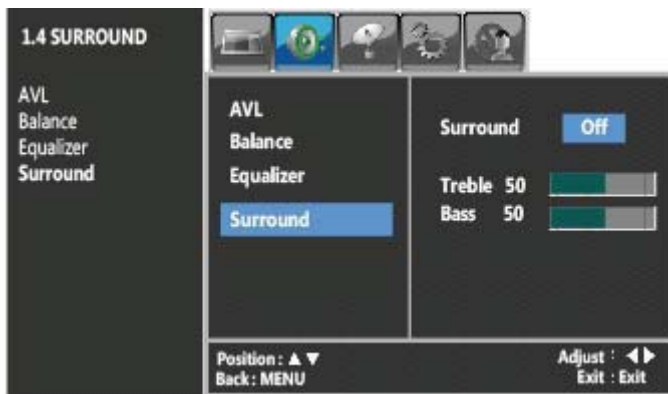 1.4 SURROUND
AVL
Balance
Equalizer
Surround
AVL
Balance
Equalizer
Surround
Surround Off
Treble 50
Bass 50
Position : ▲ ▼
Back : MENU
Adjust : ◀ ▶
Exit : Exit